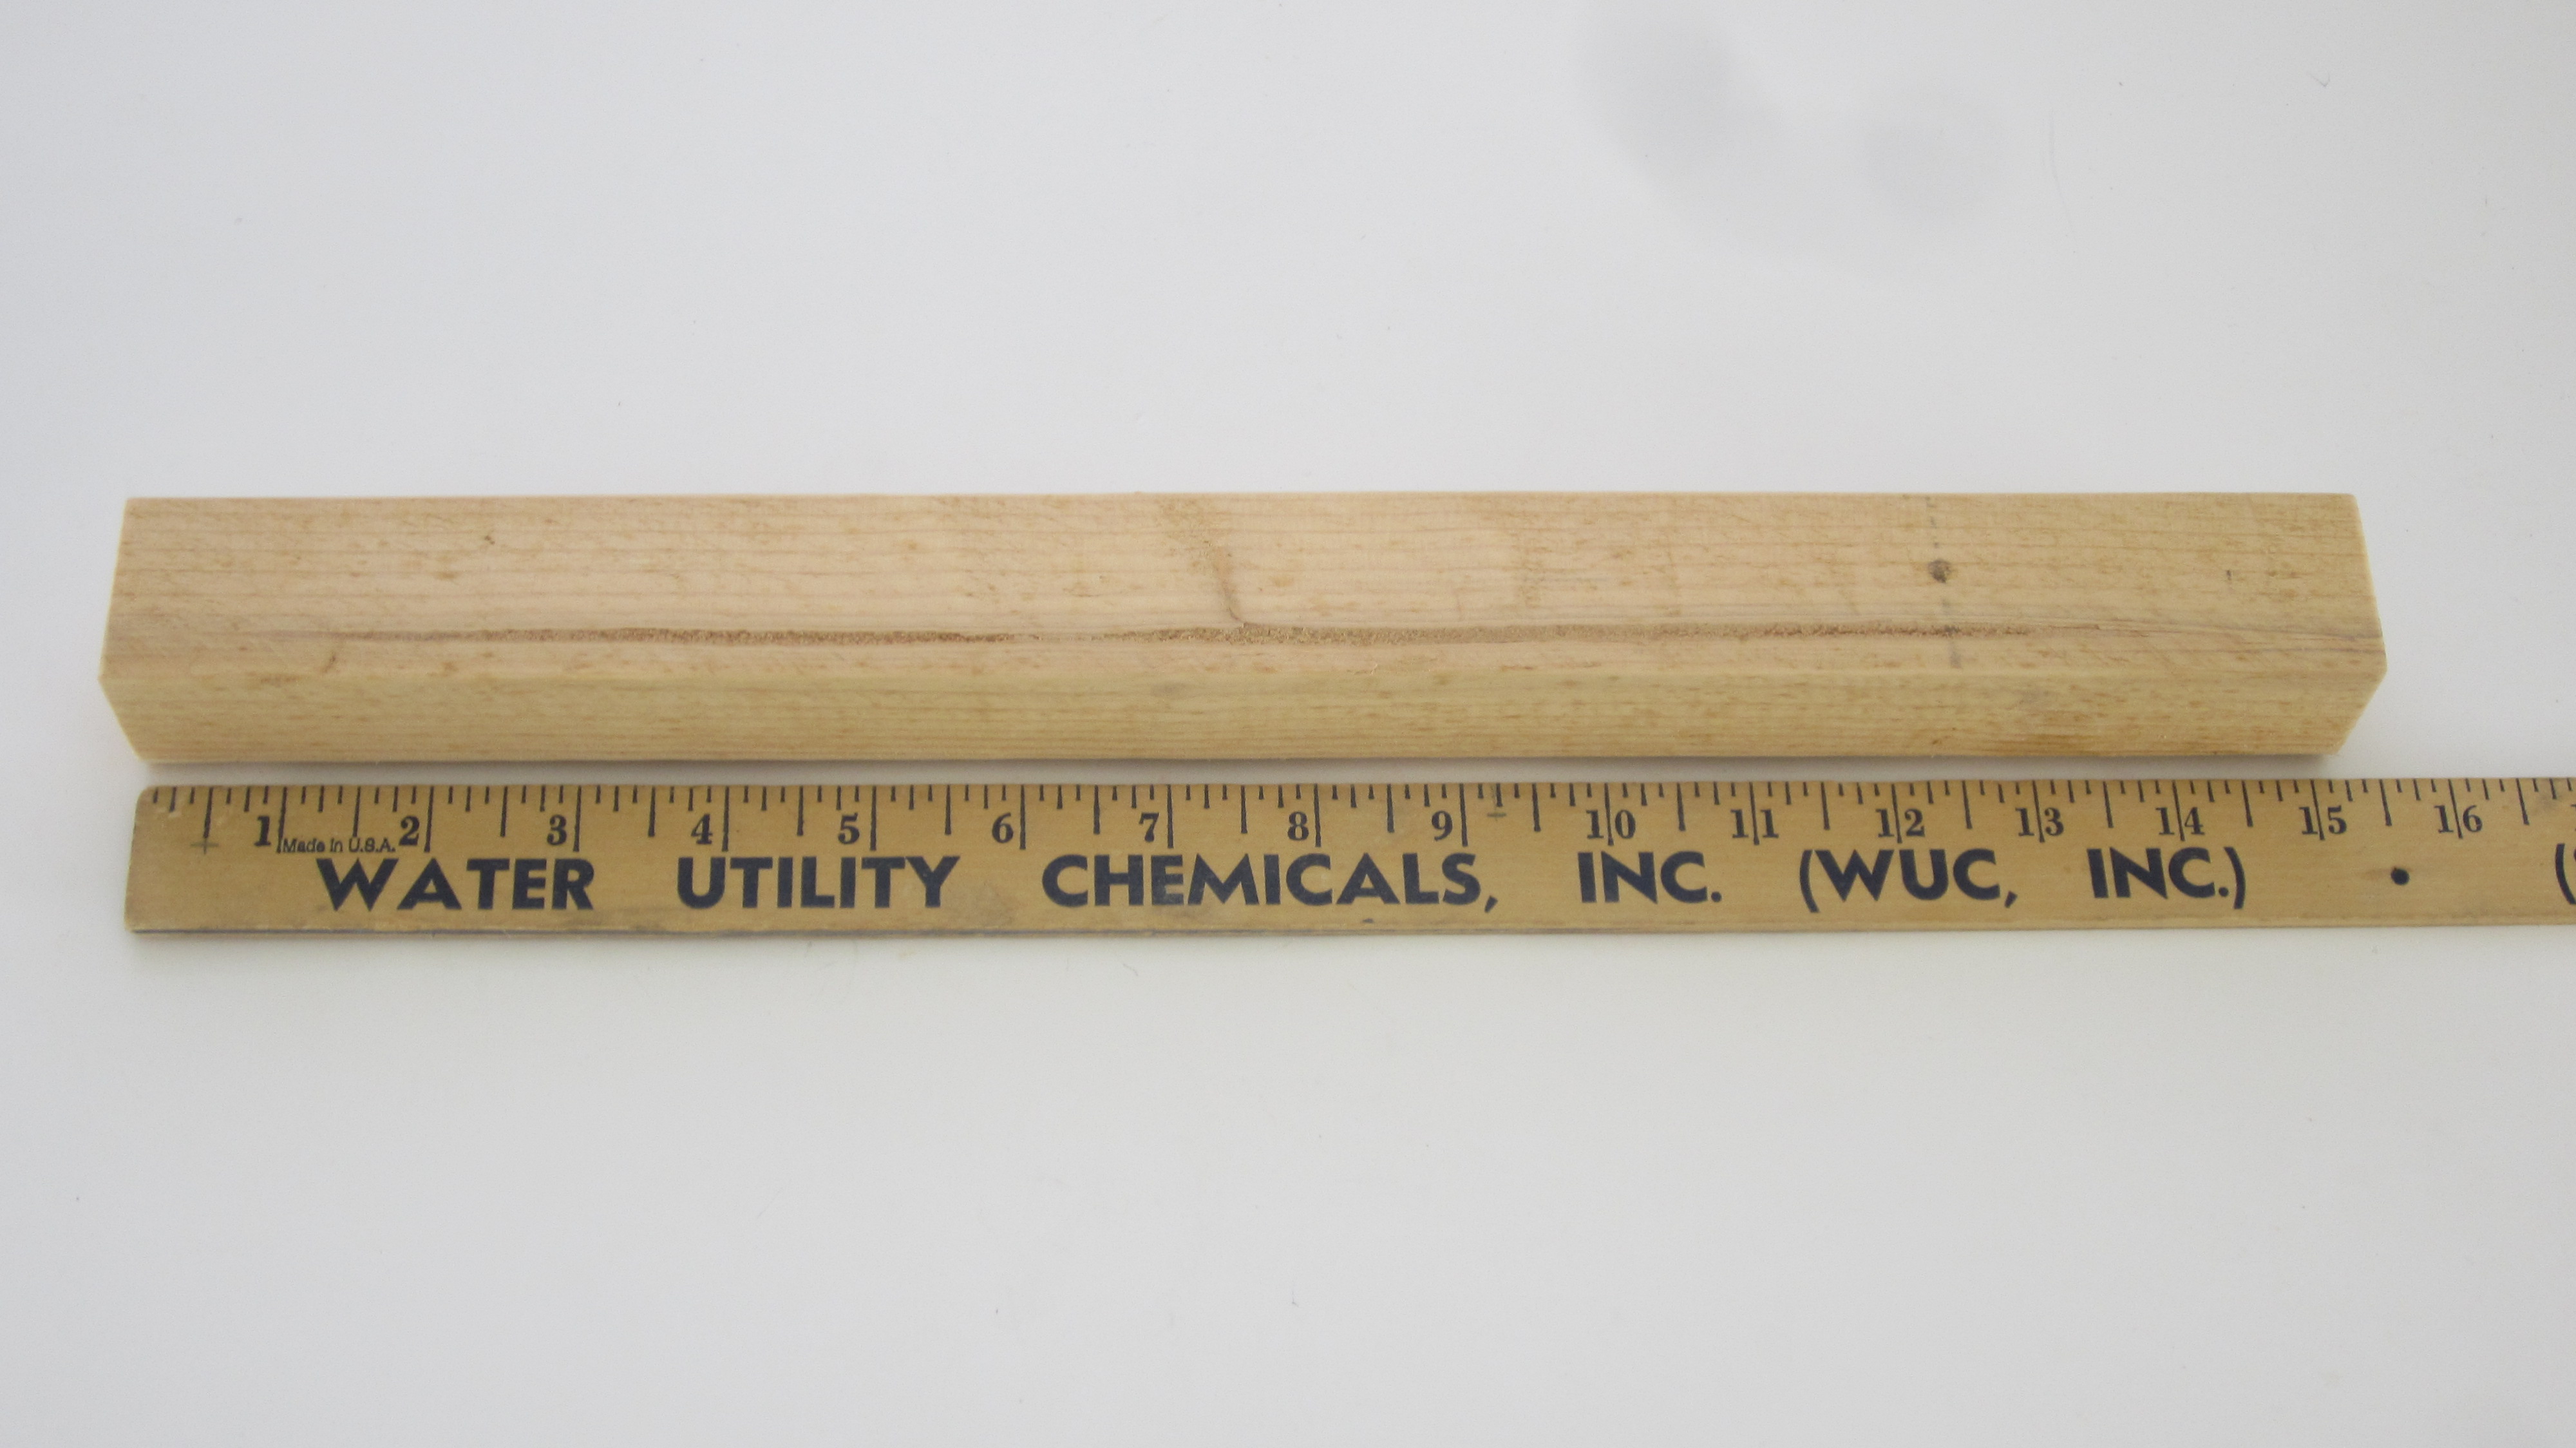 1 2 3 4 5 6 7 8 9 10 11 12 13 14 15 16
Made in U.S.A.
WATER UTILITY CHEMICALS, INC. (WUC, INC.) •